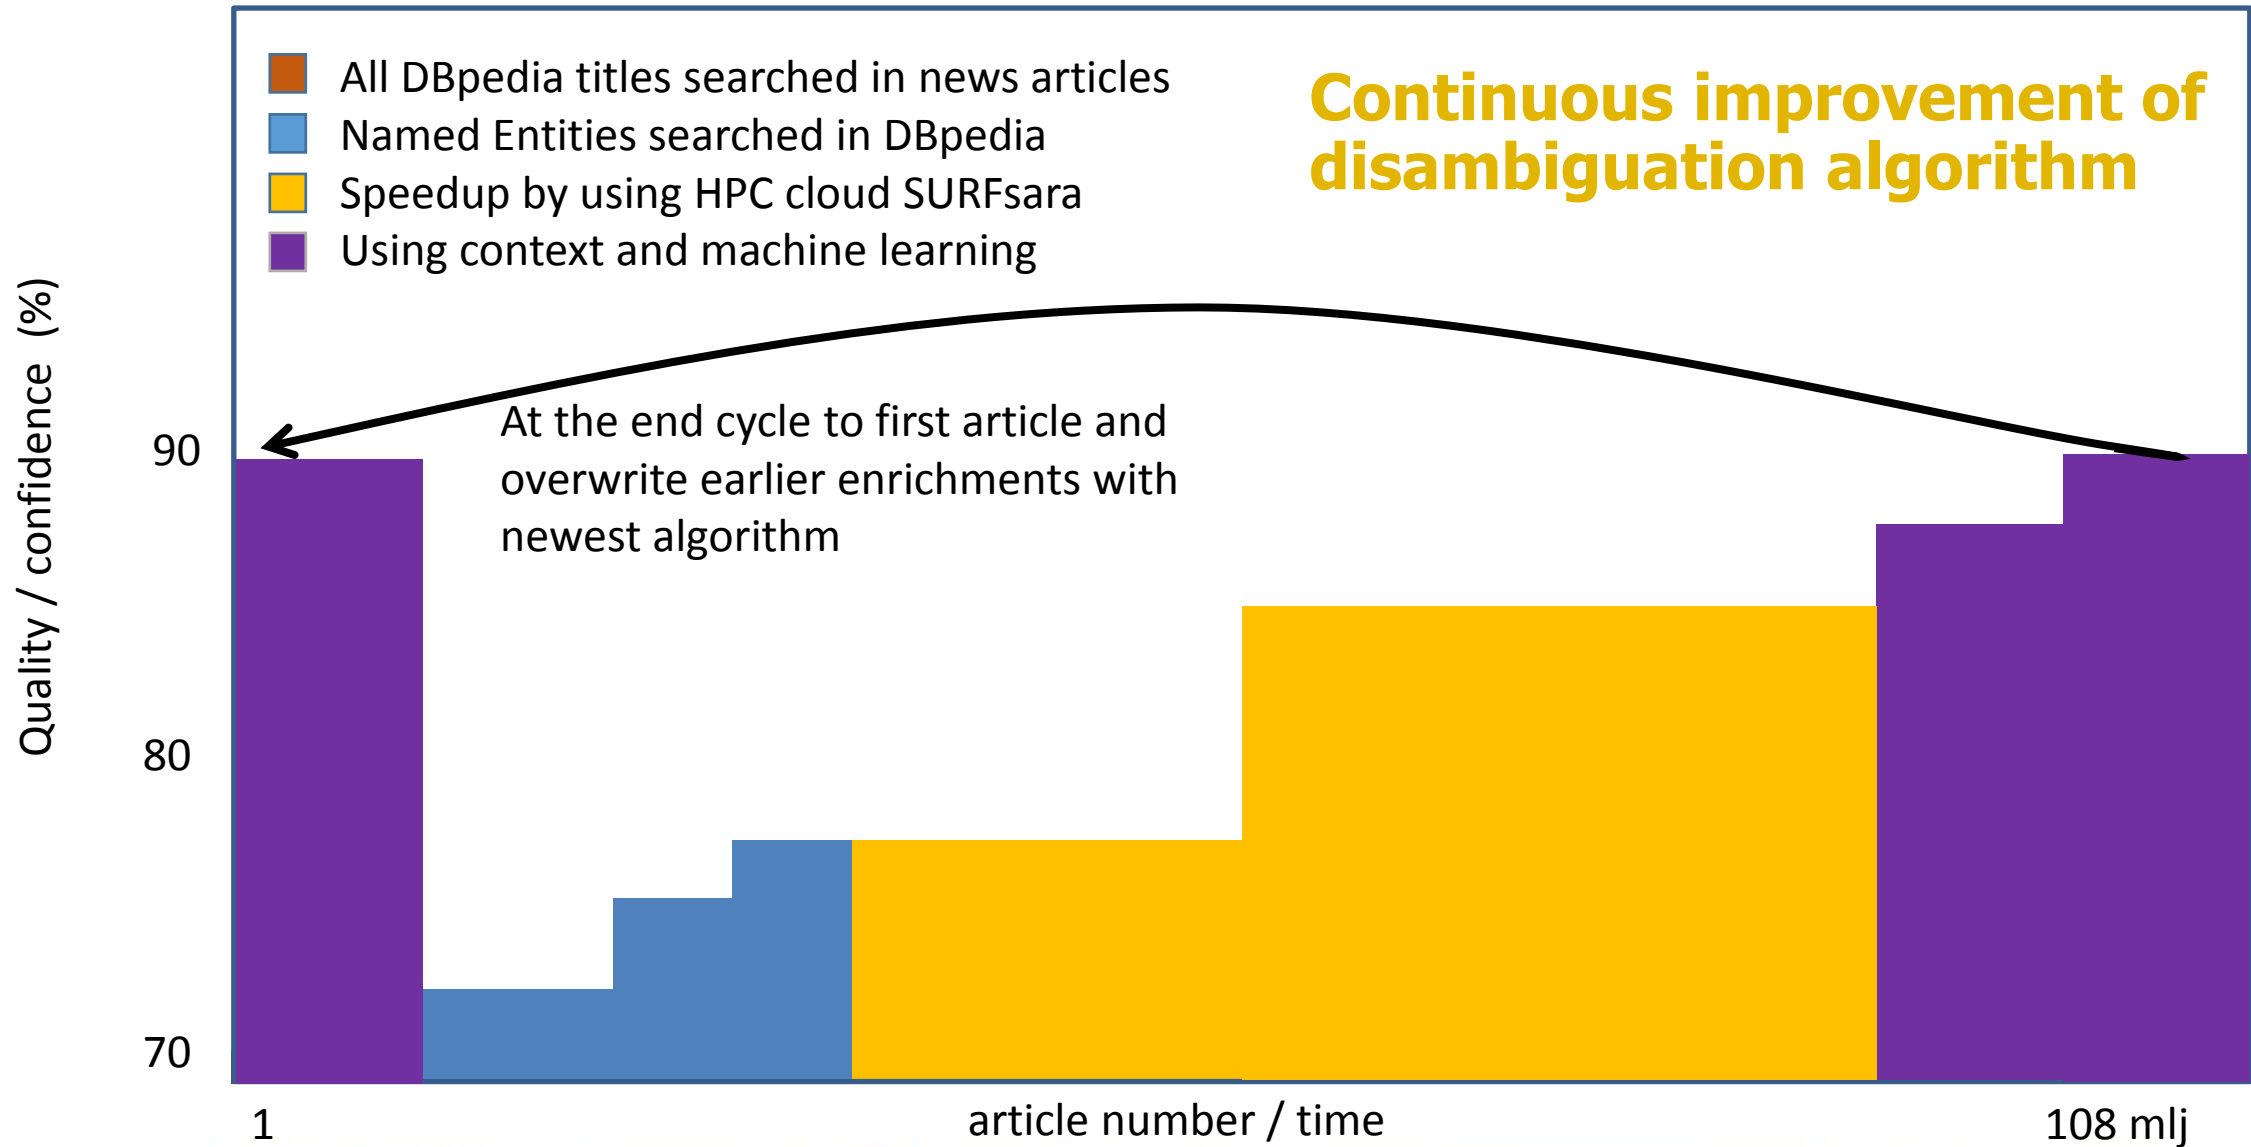 All DBpedia titles searched in news articles
Named Entities searched in DBpedia
Speedup by using HPC cloud SURFsara
Using context and machine learning
Continuous improvement of
disambiguation algorithm
At the end cycle to first article and
overwrite earlier enrichments with
newest algorithm
Quality / confidence (%)
90
80
70
1
article number / time
108 mlj